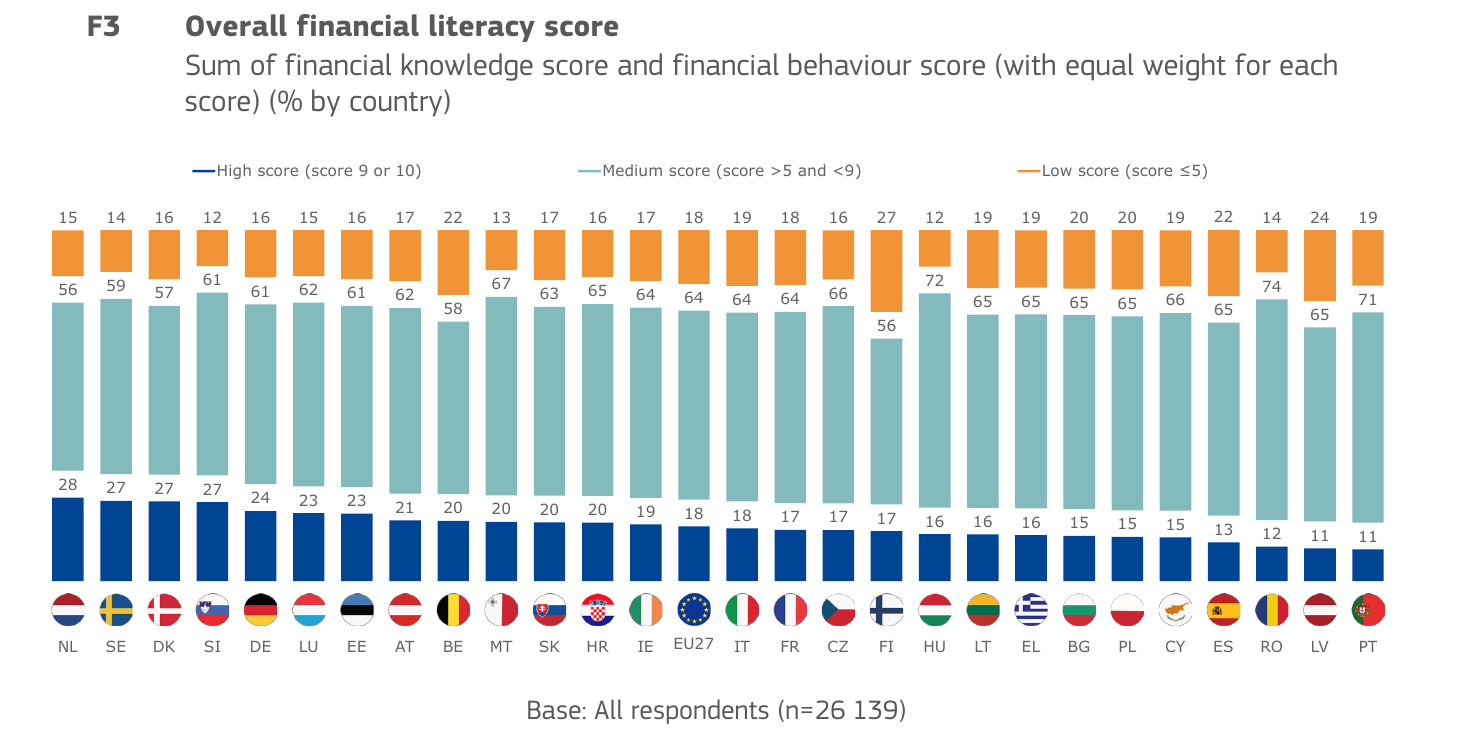 F3 Overall financial literacy score
Sum of financial knowledge score and financial behaviour score (with equal weight for each
score) (% by country)
High score (score 9 or 10) Medium score (score >5 and <9) Low score (score ≤5)
15 14 16 12 16 15 16 17 22 13 17 16 17 18 19 18 16 27 12 19 19 20 20 19 22 14 24 19
56 59 57 61 61 62 61 62 58 67 63 65 64 64 64 64 66 56 72 65 65 65 65 66 65 74 65 71
28 27 27 27 24 23 23 21 20 20 20 20 19 18 18 17 17 17 16 16 16 15 15 15 13 12 11 11
NL SE DK SI DE LU EE AT BE MT SK HR IE EU27 IT FR CZ FI HU LT EL BG PL CY ES RO LV PT
Base: All respondents (n=26 139)